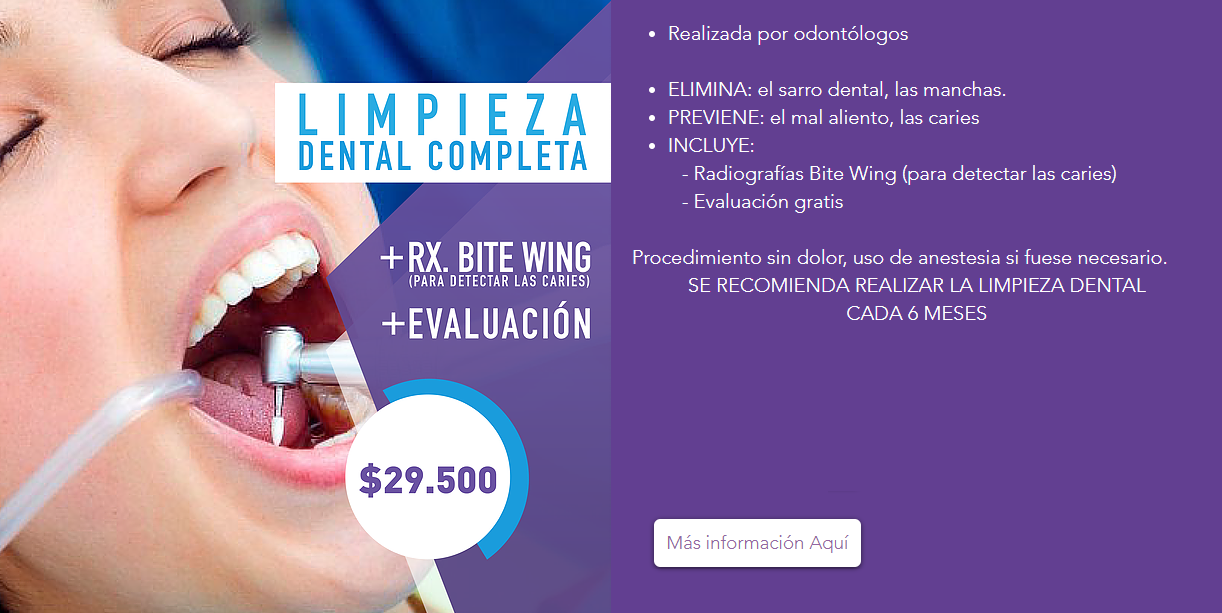 LIMPIEZA
DENTAL COMPLETA
+RX. BITE WING
(PARA DETECTAR LAS CARIES)
+EVALUACIÓN
$29.500
• Realizada por odontólogos
• ELIMINA: el sarro dental, las manchas.
• PREVIENE: el mal aliento, las caries
• INCLUYE:
- Radiografías Bite Wing (para detectar las caries)
- Evaluación gratis
Procedimiento sin dolor, uso de anestesia si fuese necesario.
SE RECOMIENDA REALIZAR LA LIMPIEZA DENTAL
CADA 6 MESES
Más información Aquí